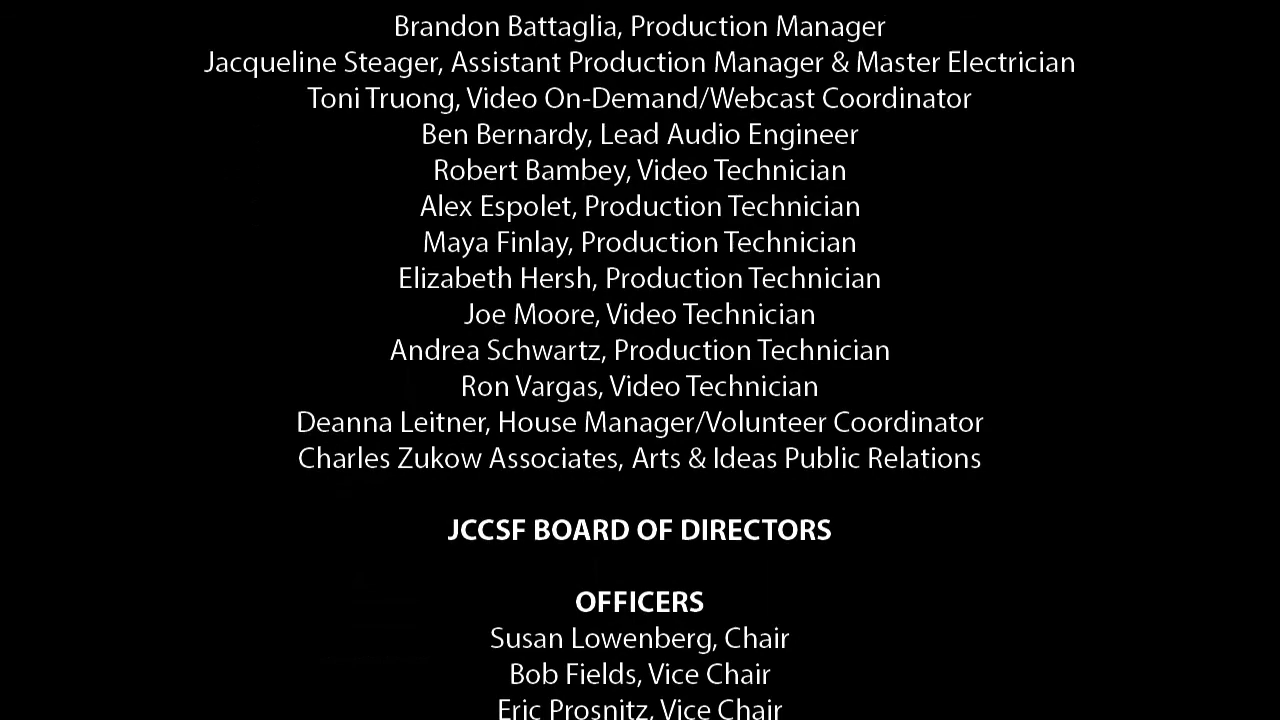 Brandon Battaglia, Production Manager
Jacqueline Steager, Assistant Production Manager & Master Electrician
Toni Truong, Video On-Demand/Webcast Coordinator
Ben Bernardy, Lead Audio Engineer
Robert Bambey, Video Technician
Alex Espolet, Production Technician
Maya Finlay, Production Technician
Elizabeth Hersh, Production Technician
Joe Moore, Video Technician
Andrea Schwartz, Production Technician
Ron Vargas, Video Technician
Deanna Leitner, House Manager/Volunteer Coordinator
Charles Zukow Associates, Arts & Ideas Public Relations
JCCSF BOARD OF DIRECTORS
OFFICERS
Susan Lowenberg, Chair
Bob Fields, Vice Chair
Eric Prosnitz, Vice Chair